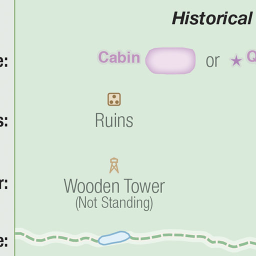 Historical
e:
Cabin
or
Q
s:
Ruins
r:
Wooden Tower
(Not Standing)
e: